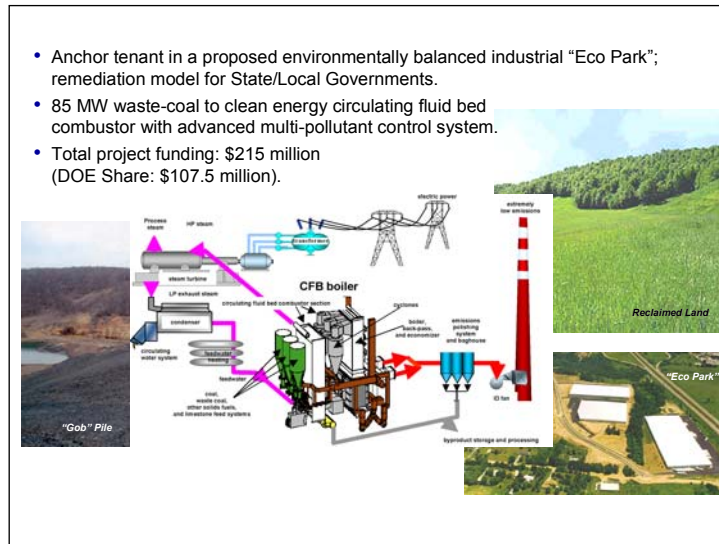 • Anchor tenant in a proposed environmentally balanced industrial “Eco Park”;
remediation model for State/Local Governments.
• 85 MW waste-coal to clean energy circulating fluid bed
combustor with advanced multi-pollutant control system.
• Total project funding: $215 million
(DOE Share: $107.5 million).
electric power
extremely
low emissions
Process
steam
HP steam
steam turbine
CFB boiler
LP exhaust steam
circulating fluid bed combustor section
cyclones
condenser
boiler,
back-pass,
and economizer
emissions
polishing
system
and baghouse
Reclaimed Land
circulating
water system
feedwater
heating
feedwater
ID fan
“Eco Park”
coal,
waste coal,
other solids fuels,
and limestone feed systems
“Gob” Pile
byproduct storage and processing